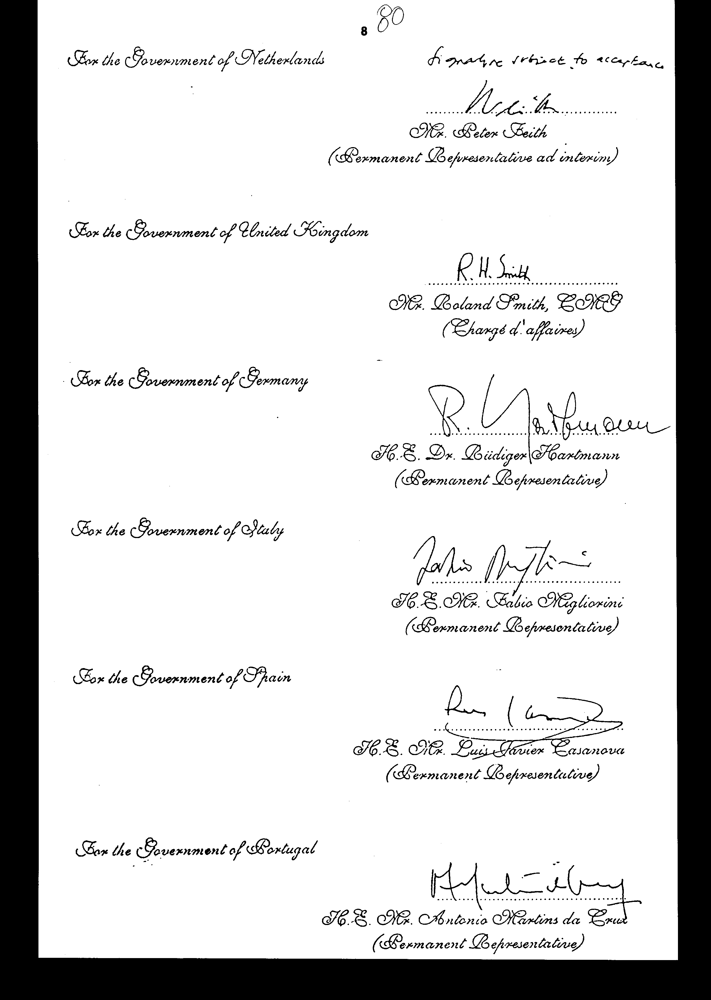 80
8
For the Government of Netherlands
Signature subject to acceptance
Mr. Peter Feith
(Permanent Representative ad interim)
For the Government of United Kingdom
R. H. Smith
Mr. Roland Smith, CMG
(Chargé d'affaires)
For the Government of Germany
R. Hartmann
H.E. Dr. Rüdiger Hartmann
(Permanent Representative)
For the Government of Italy
H.E. Mr. Fabio Migliorini
(Permanent Representative)
For the Government of Spain
H.E. Mr. Luis Javier Casanova
(Permanent Representative)
For the Government of Portugal
H.E. Mr. Antonio Martins da Cruz
(Permanent Representative)